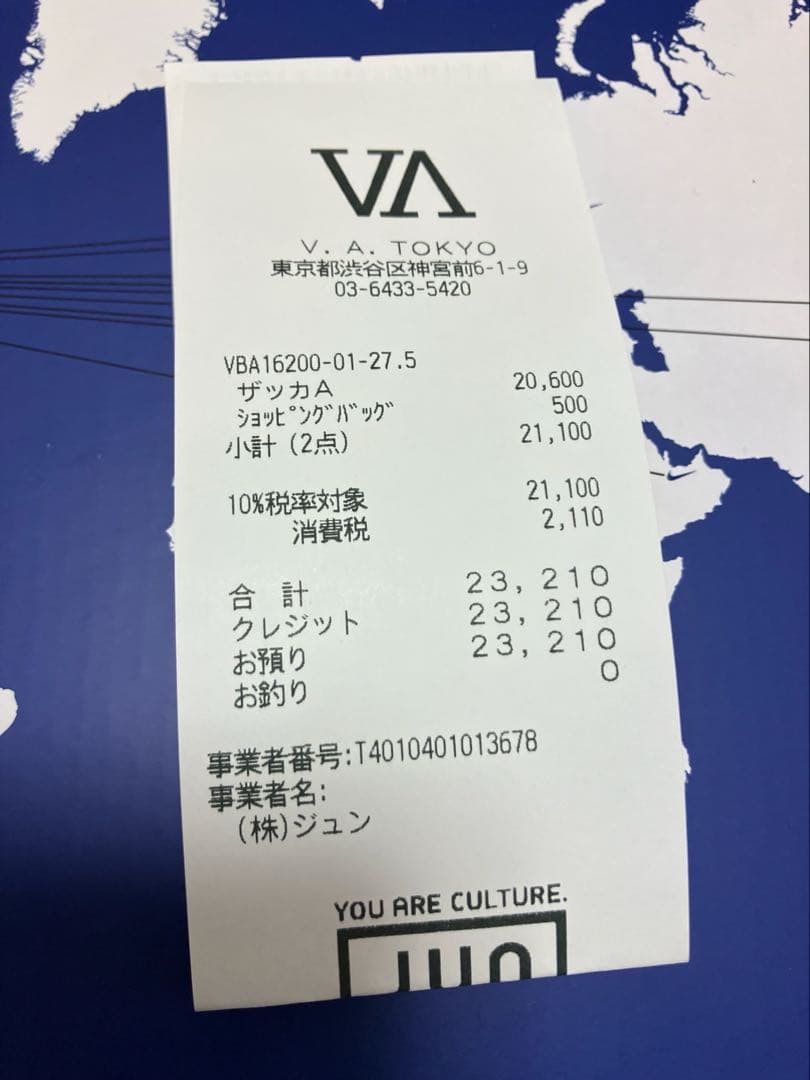 VA
V. A. TOKYO
東京都渋谷区神宮前6-1-9
03-6433-5420
VBA16200-01-27.5
ザッカA 20,600
ｼｮｯﾋﾟﾝｸﾞﾊﾞｯｸﾞ 500
小計(2点) 21,100
10%税率対象 21,100
消費税 2,110
合 計 23,210
クレジット 23,210
お預り 23,210
お釣り 0
事業者番号:T4010401013678
事業者名:
(株)ジュン
YOU ARE CULTURE.
JUN